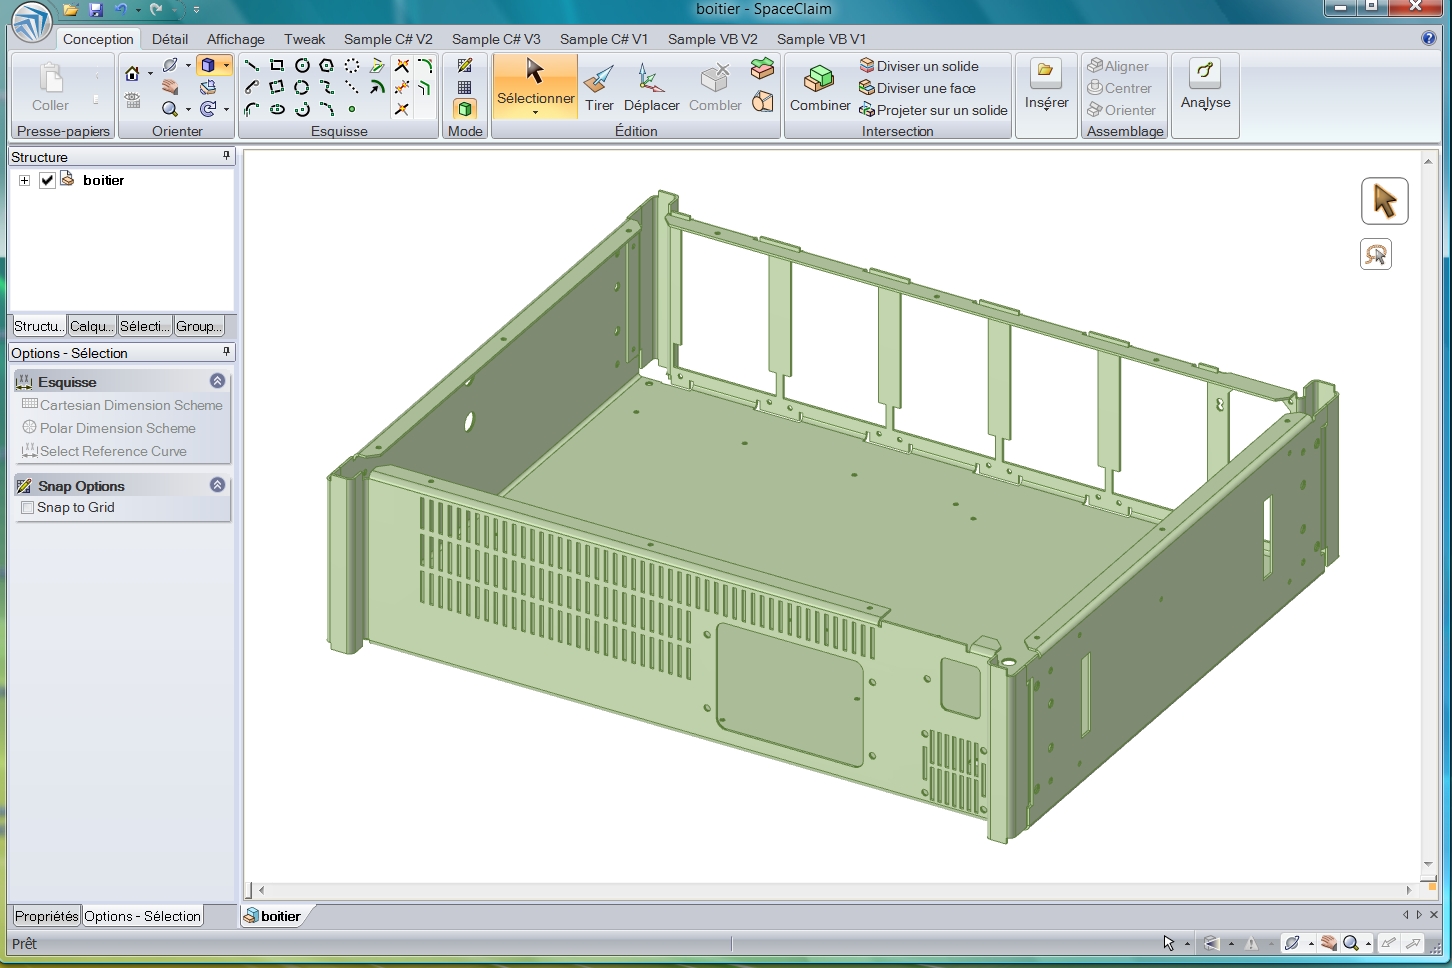 boitier - SpaceClaim
Conception Détail Affichage Tweak Sample C# V2 Sample C# V3 Sample C# V1 Sample VB V2 Sample VB V1
Coller
Presse-papiers
Orienter
Esquisse
Mode
Sélectionner Tirer Déplacer Combler
Édition
Combiner
Diviser un solide
Diviser une face
Projeter sur un solide
Intersection
Insérer
Aligner
Centrer
Orienter
Assemblage
Analyse
Structure
boitier
Structu... Calqu... Sélecti... Group...
Options - Sélection
Esquisse
Cartesian Dimension Scheme
Polar Dimension Scheme
Select Reference Curve
Snap Options
Snap to Grid
Propriétés Options - Sélection
boitier
Prêt